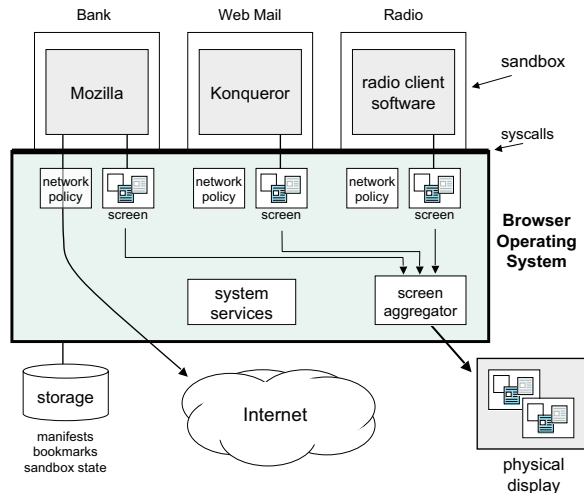 Bank
Web Mail
Radio
Mozilla
Konqueror
radio client
software
sandbox
syscalls
network
policy
screen
network
policy
screen
network
policy
screen
Browser
Operating
System
system
services
screen
aggregator
storage
manifests
bookmarks
sandbox state
Internet
physical
display